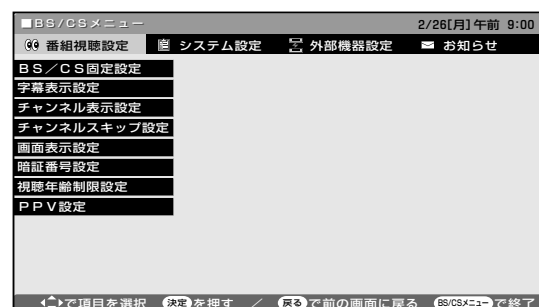 ■BS/CSメニュー 2/26[月]午前 9:00
番組視聴設定 システム設定 外部機器設定 お知らせ
BS/CS固定設定
字幕表示設定
チャンネル表示設定
チャンネルスキップ設定
画面表示設定
暗証番号設定
視聴年齢制限設定
PPV設定
で項目を選択 決定を押す / 戻るで前の画面に戻る BS/CSメニューで終了